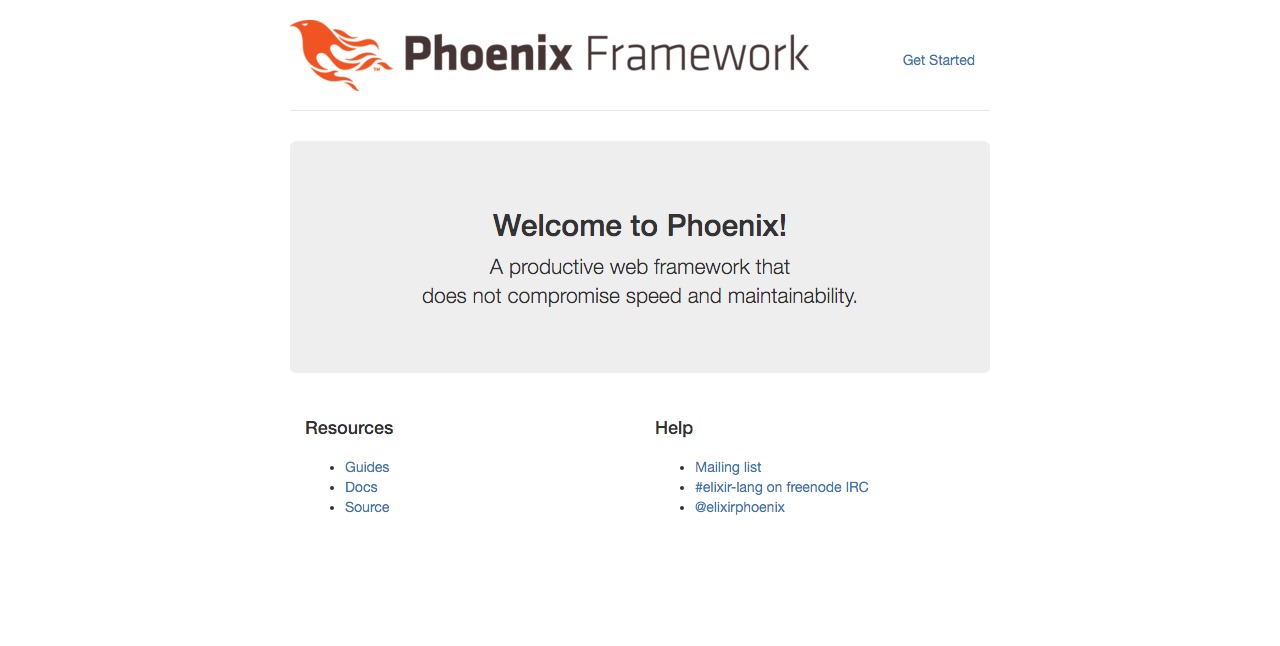 Phoenix Framework
Get Started
Welcome to Phoenix!
A productive web framework that
does not compromise speed and maintainability.
Resources
Guides
Docs
Source
Help
Mailing list
#elixir-lang on freenode IRC
@elixirphoenix